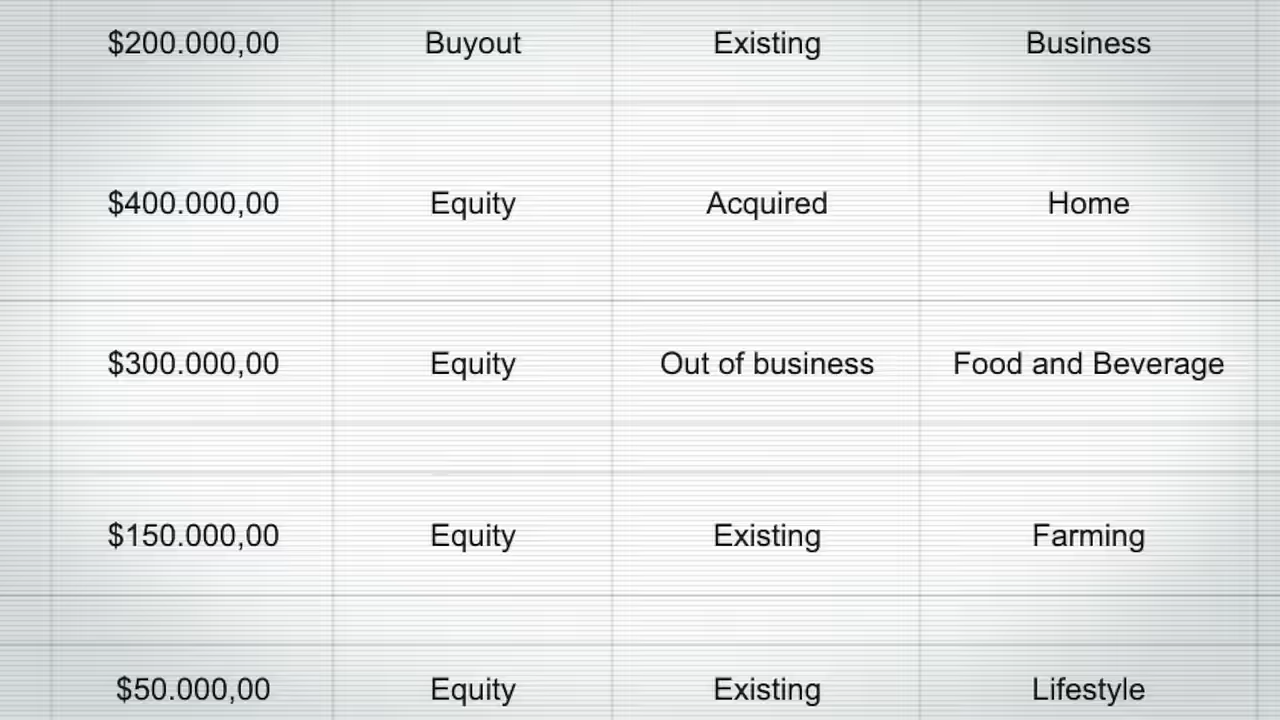 $200.000,00 Buyout Existing Business
$400.000,00 Equity Acquired Home
$300.000,00 Equity Out of business Food and Beverage
$150.000,00 Equity Existing Farming
$50.000,00 Equity Existing Lifestyle